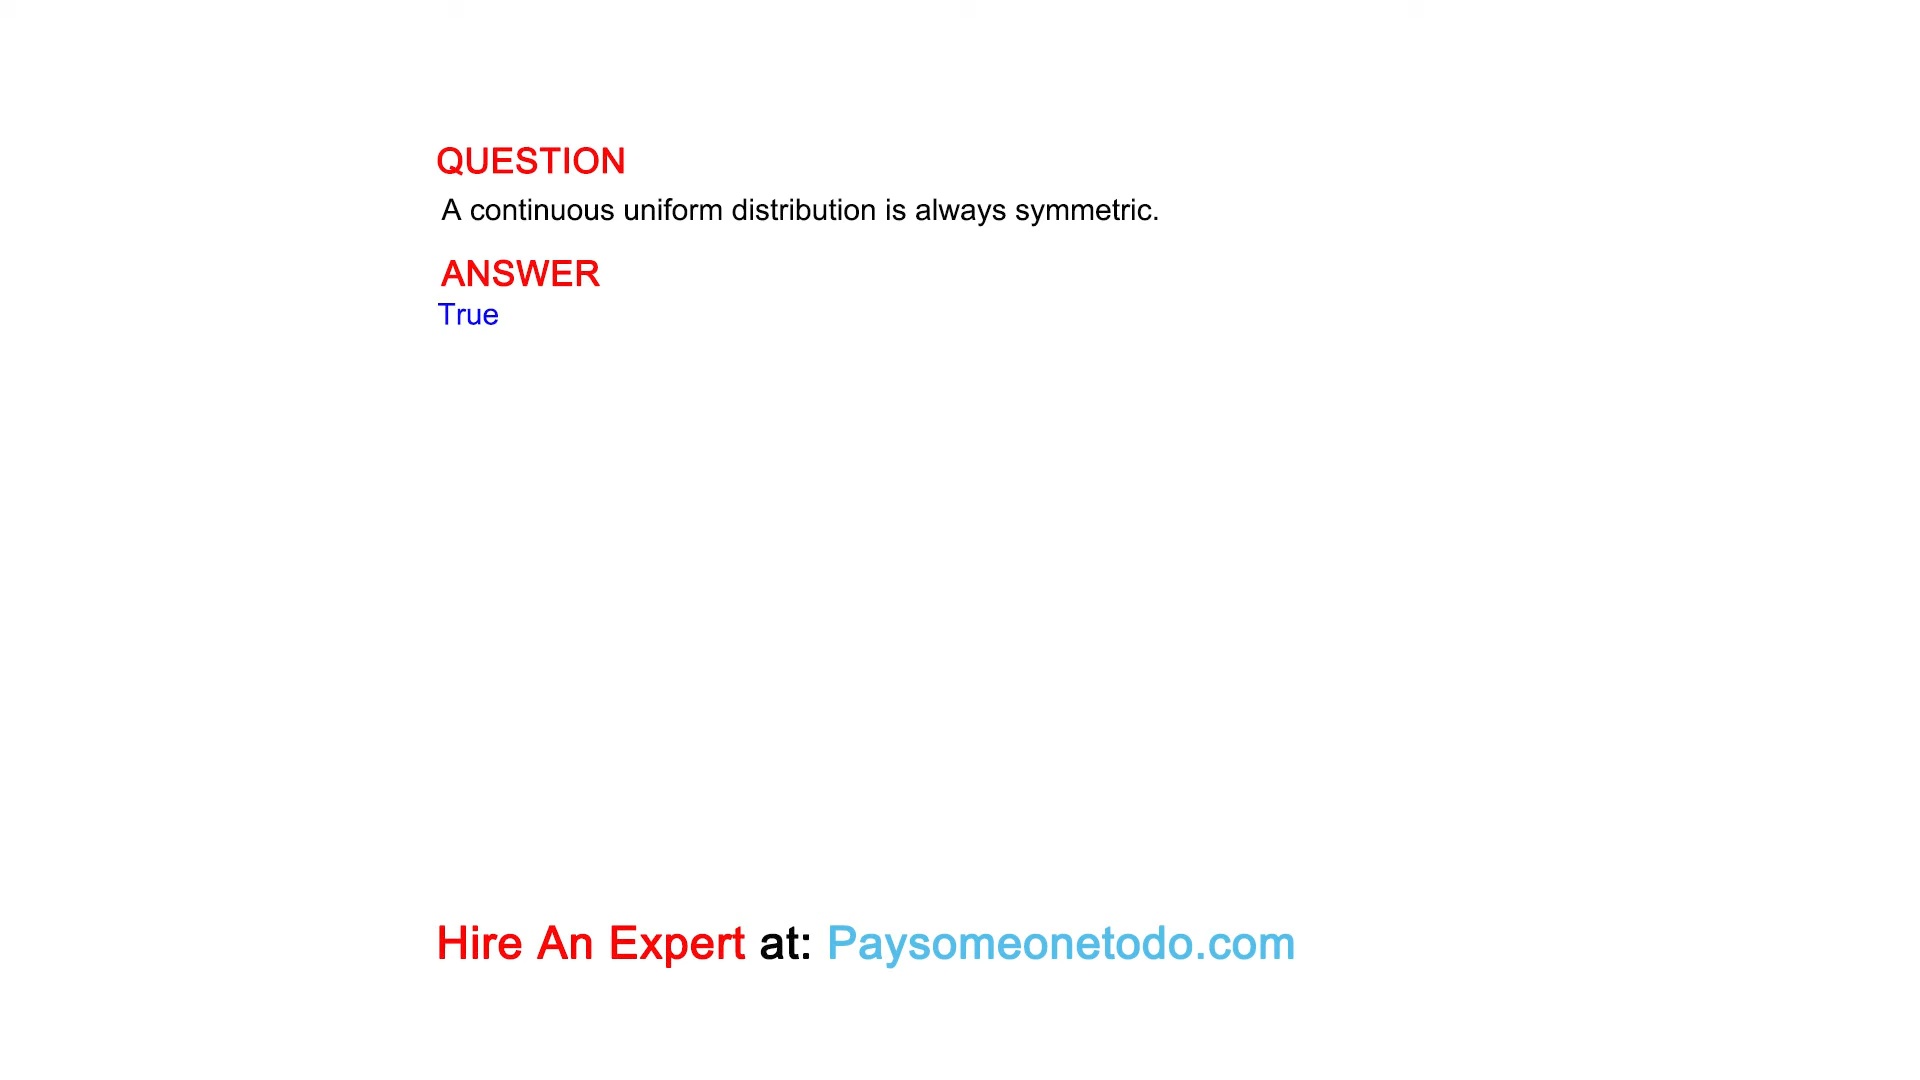 QUESTION
A continuous uniform distribution is always symmetric.
ANSWER
True
Hire An Expert at: Paysomeonetodo.com